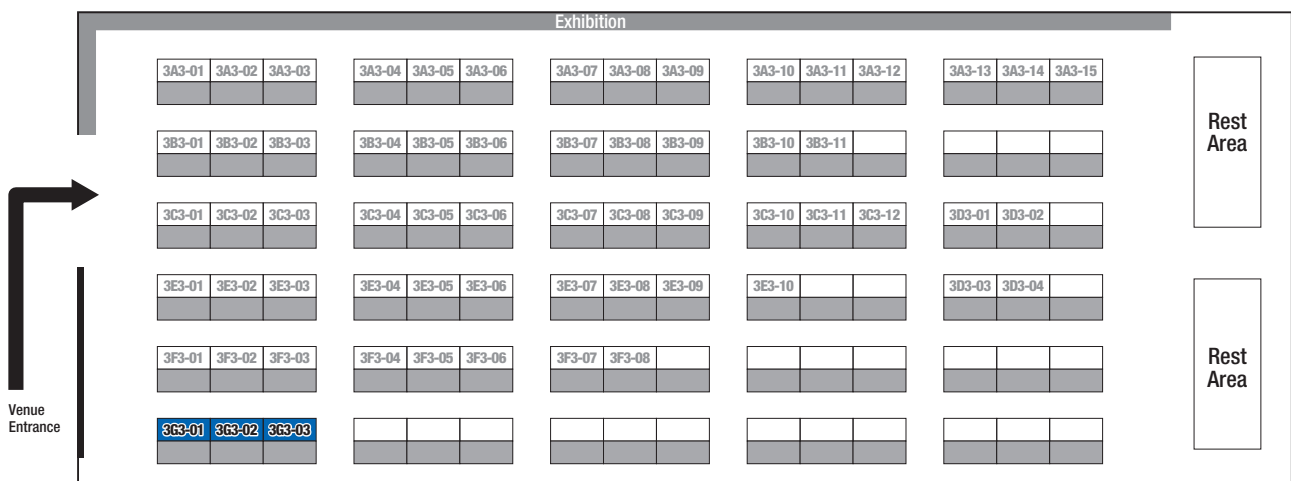 Exhibition
3A3-01 3A3-02 3A3-03 3A3-04 3A3-05 3A3-06 3A3-07 3A3-08 3A3-09 3A3-10 3A3-11 3A3-12 3A3-13 3A3-14 3A3-15
Rest
Area
3B3-01 3B3-02 3B3-03 3B3-04 3B3-05 3B3-06 3B3-07 3B3-08 3B3-09 3B3-10 3B3-11
3C3-01 3C3-02 3C3-03 3C3-04 3C3-05 3C3-06 3C3-07 3C3-08 3C3-09 3C3-10 3C3-11 3C3-12 3D3-01 3D3-02
3E3-01 3E3-02 3E3-03 3E3-04 3E3-05 3E3-06 3E3-07 3E3-08 3E3-09 3E3-10 3D3-03 3D3-04
3F3-01 3F3-02 3F3-03 3F3-04 3F3-05 3F3-06 3F3-07 3F3-08
Rest
Area
Venue
Entrance
3G3-01 3G3-02 3G3-03